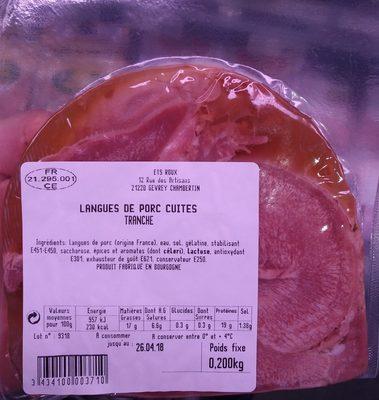 FR
21.295.001
CE
ETS ROUX
12 Rue des Artisans
21220 GEVREY CHAMBERTIN
LANGUES DE PORC CUITES
TRANCHE
Ingrédients: Langues de porc (origine France), eau, sel, gélatine, stabilisant
E451-E450, saccharose, épices et aromates (dont céleri), lactose, antioxydant
E301, exhausteur de goût E621, conservateur E250.
PRODUIT FABRIQUÉ EN BOURGOGNE
Valeurs moyennes pour 100g Energie 957 kJ 230 kcal Matières Grasses 17 g Dont A.G Saturés 6.6g Glucides 0.3 g Dont Sucres 0.3 g Protéines 19 g Sel 1.38g
Lot n° 9318 A consommer jusqu'au 26.04.18 A conserver entre 0° et + 4°C
Poids fixe
0,200kg
3 434100 003710